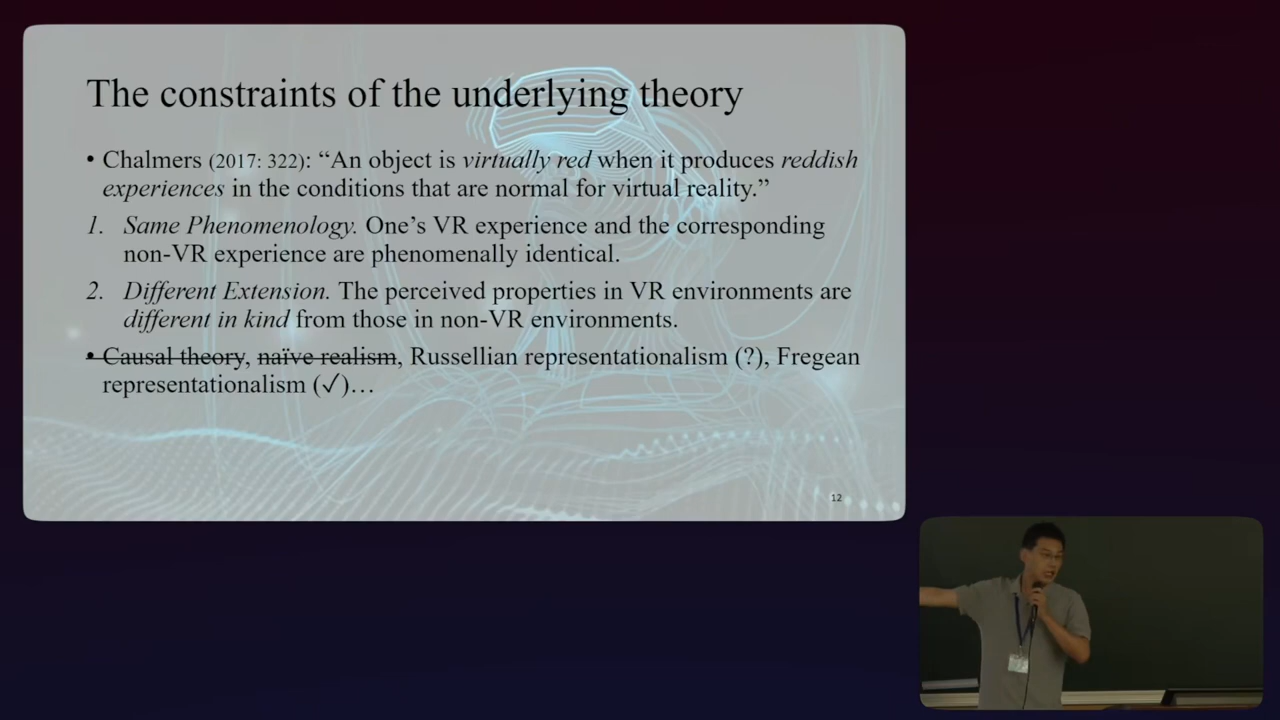 The constraints of the underlying theory
• Chalmers (2017: 322): “An object is virtually red when it produces reddish
experiences in the conditions that are normal for virtual reality.”
1. Same Phenomenology. One’s VR experience and the corresponding
non-VR experience are phenomenally identical.
2. Different Extension. The perceived properties in VR environments are
different in kind from those in non-VR environments.
• Causal theory, naïve realism, Russellian representationalism (?), Fregean
representationalism (✓)…
12